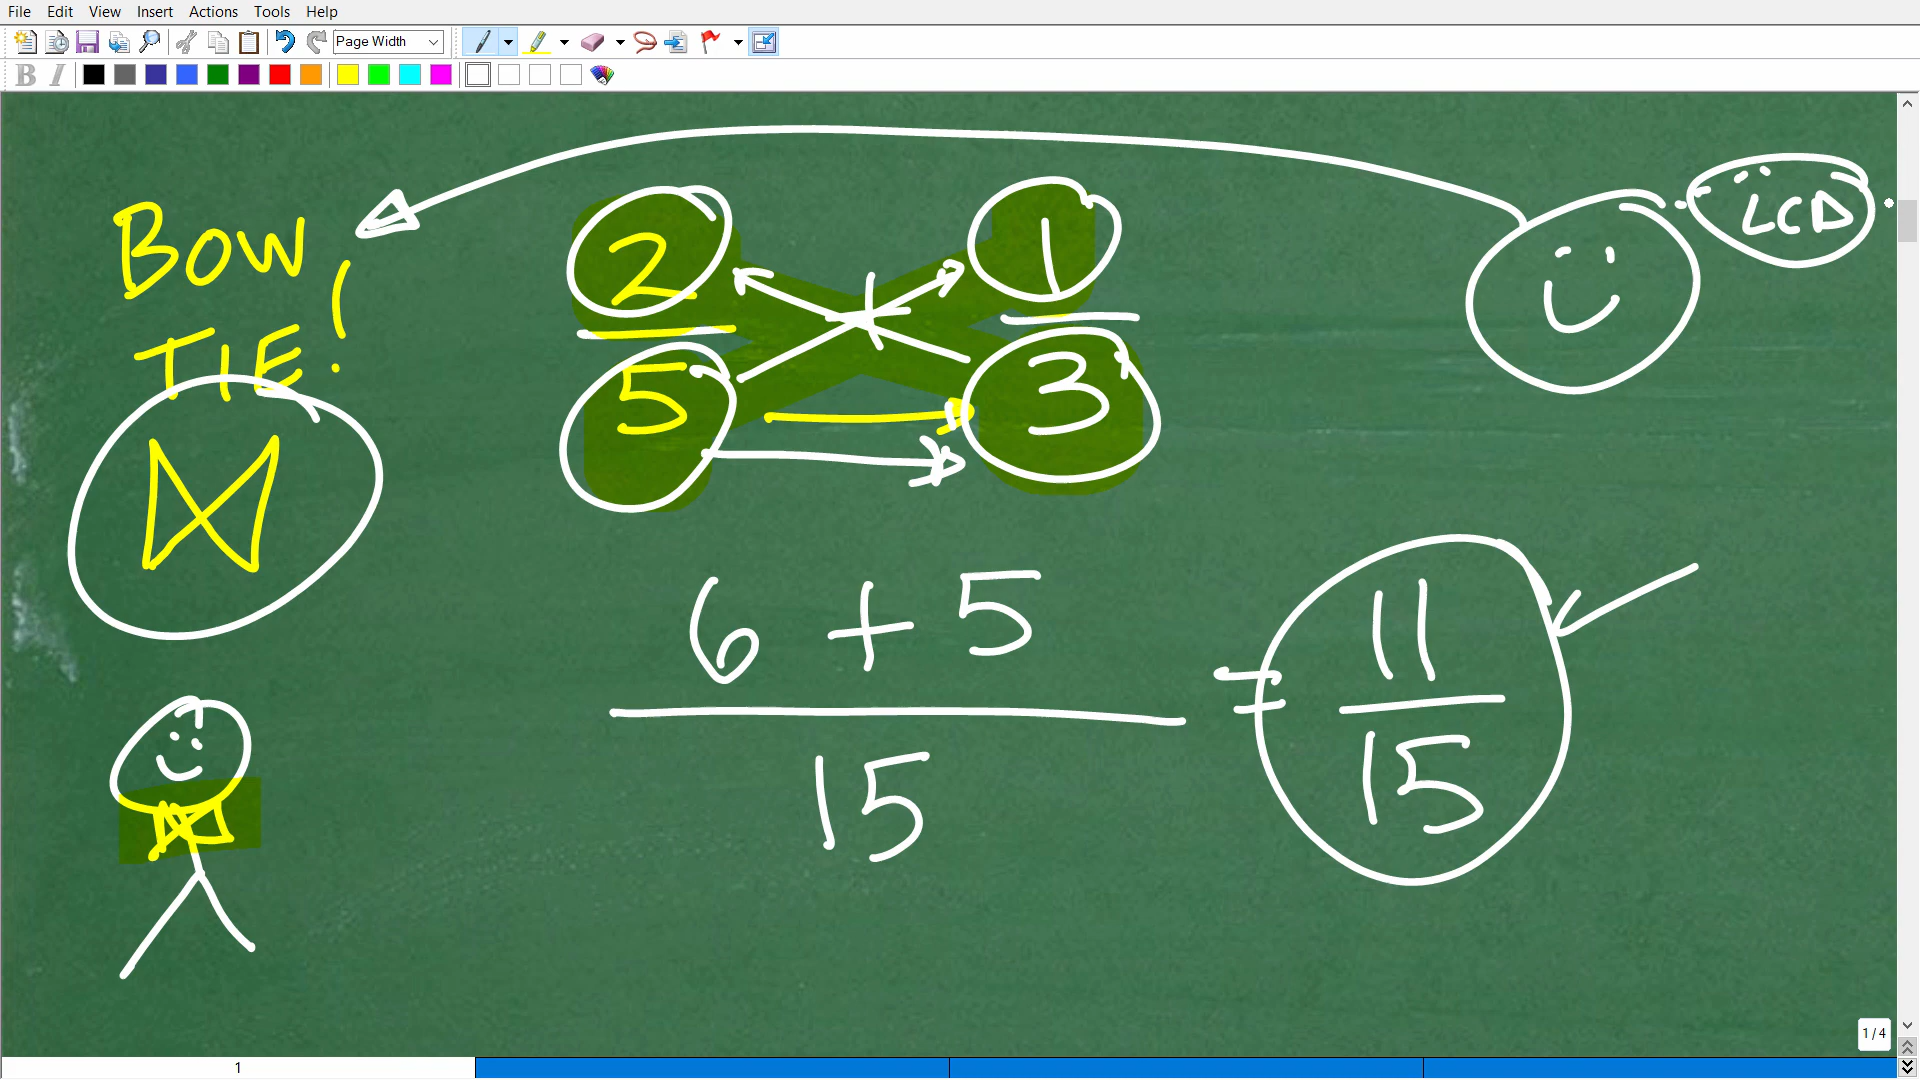 File Edit View Insert Actions Tools Help
Page Width
B I
BOW
TIE!
2 1
+
5 3
LCD
6 + 5
15
=
11
15
1 / 4
1